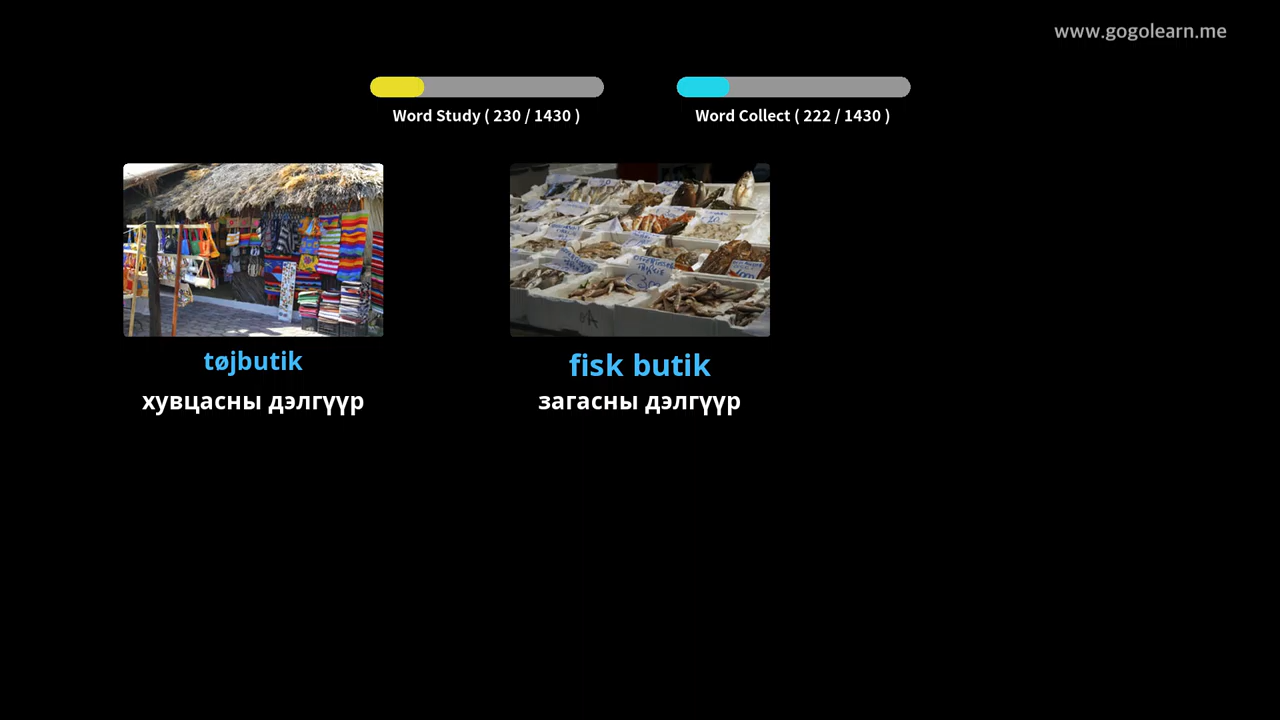 www.gogolearn.me
Word Study ( 230 / 1430 )
Word Collect ( 222 / 1430 )
tøjbutik
хувцасны дэлгүүр
fisk butik
загасны дэлгүүр